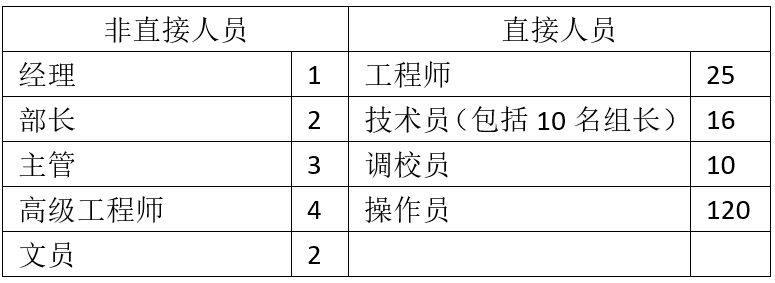 非直接人员 直接人员
经理 1 工程师 25
部长 2 技术员（包括 10 名组长） 16
主管 3 调校员 10
高级工程师 4 操作员 120
文员 2